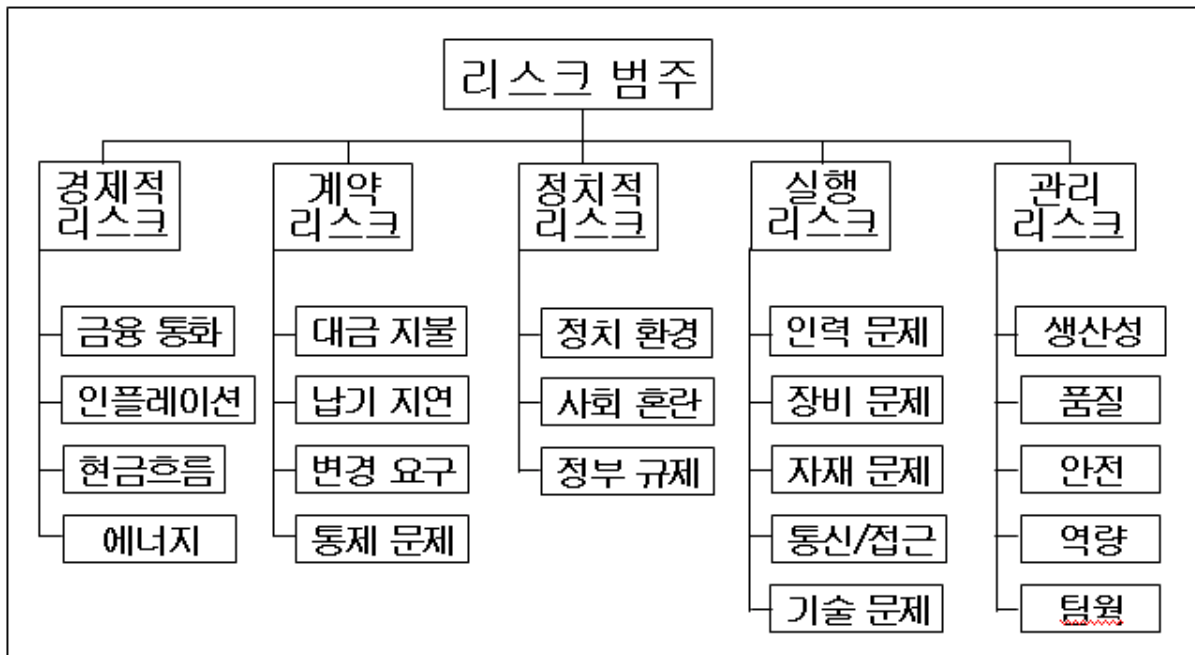 리스크 범주
경제적
리스크
계약
리스크
정치적
리스크
실행
리스크
관리
리스크
금융 통화
인플레이션
현금흐름
에너지
대금 지불
납기 지연
변경 요구
통제 문제
정치 환경
사회 혼란
정부 규제
인력 문제
장비 문제
자재 문제
통신/접근
기술 문제
생산성
품질
안전
역량
팀웍